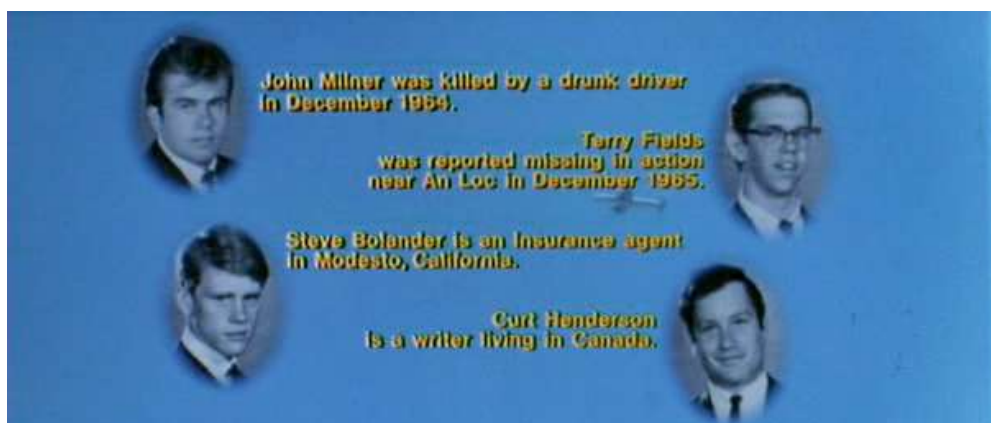 John Milner was killed by a drunk driver
in December 1964.
Terry Fields
was reported missing in action
near An Loc in December 1965.
Steve Bolander is an insurance agent
in Modesto, California.
Curt Henderson
is a writer living in Canada.